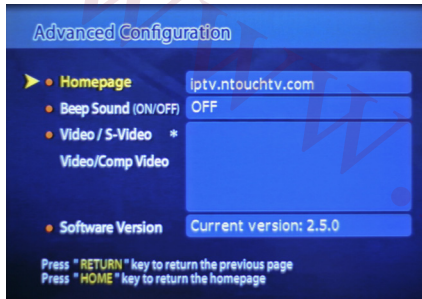 Advanced Configuration
Homepage iptv.ntouchtv.com
Beep Sound (ON/OFF) OFF
Video / S-Video *
Video/Comp Video
Software Version Current version: 2.5.0
Press "RETURN" key to return the previous page
Press "HOME" key to return the homepage